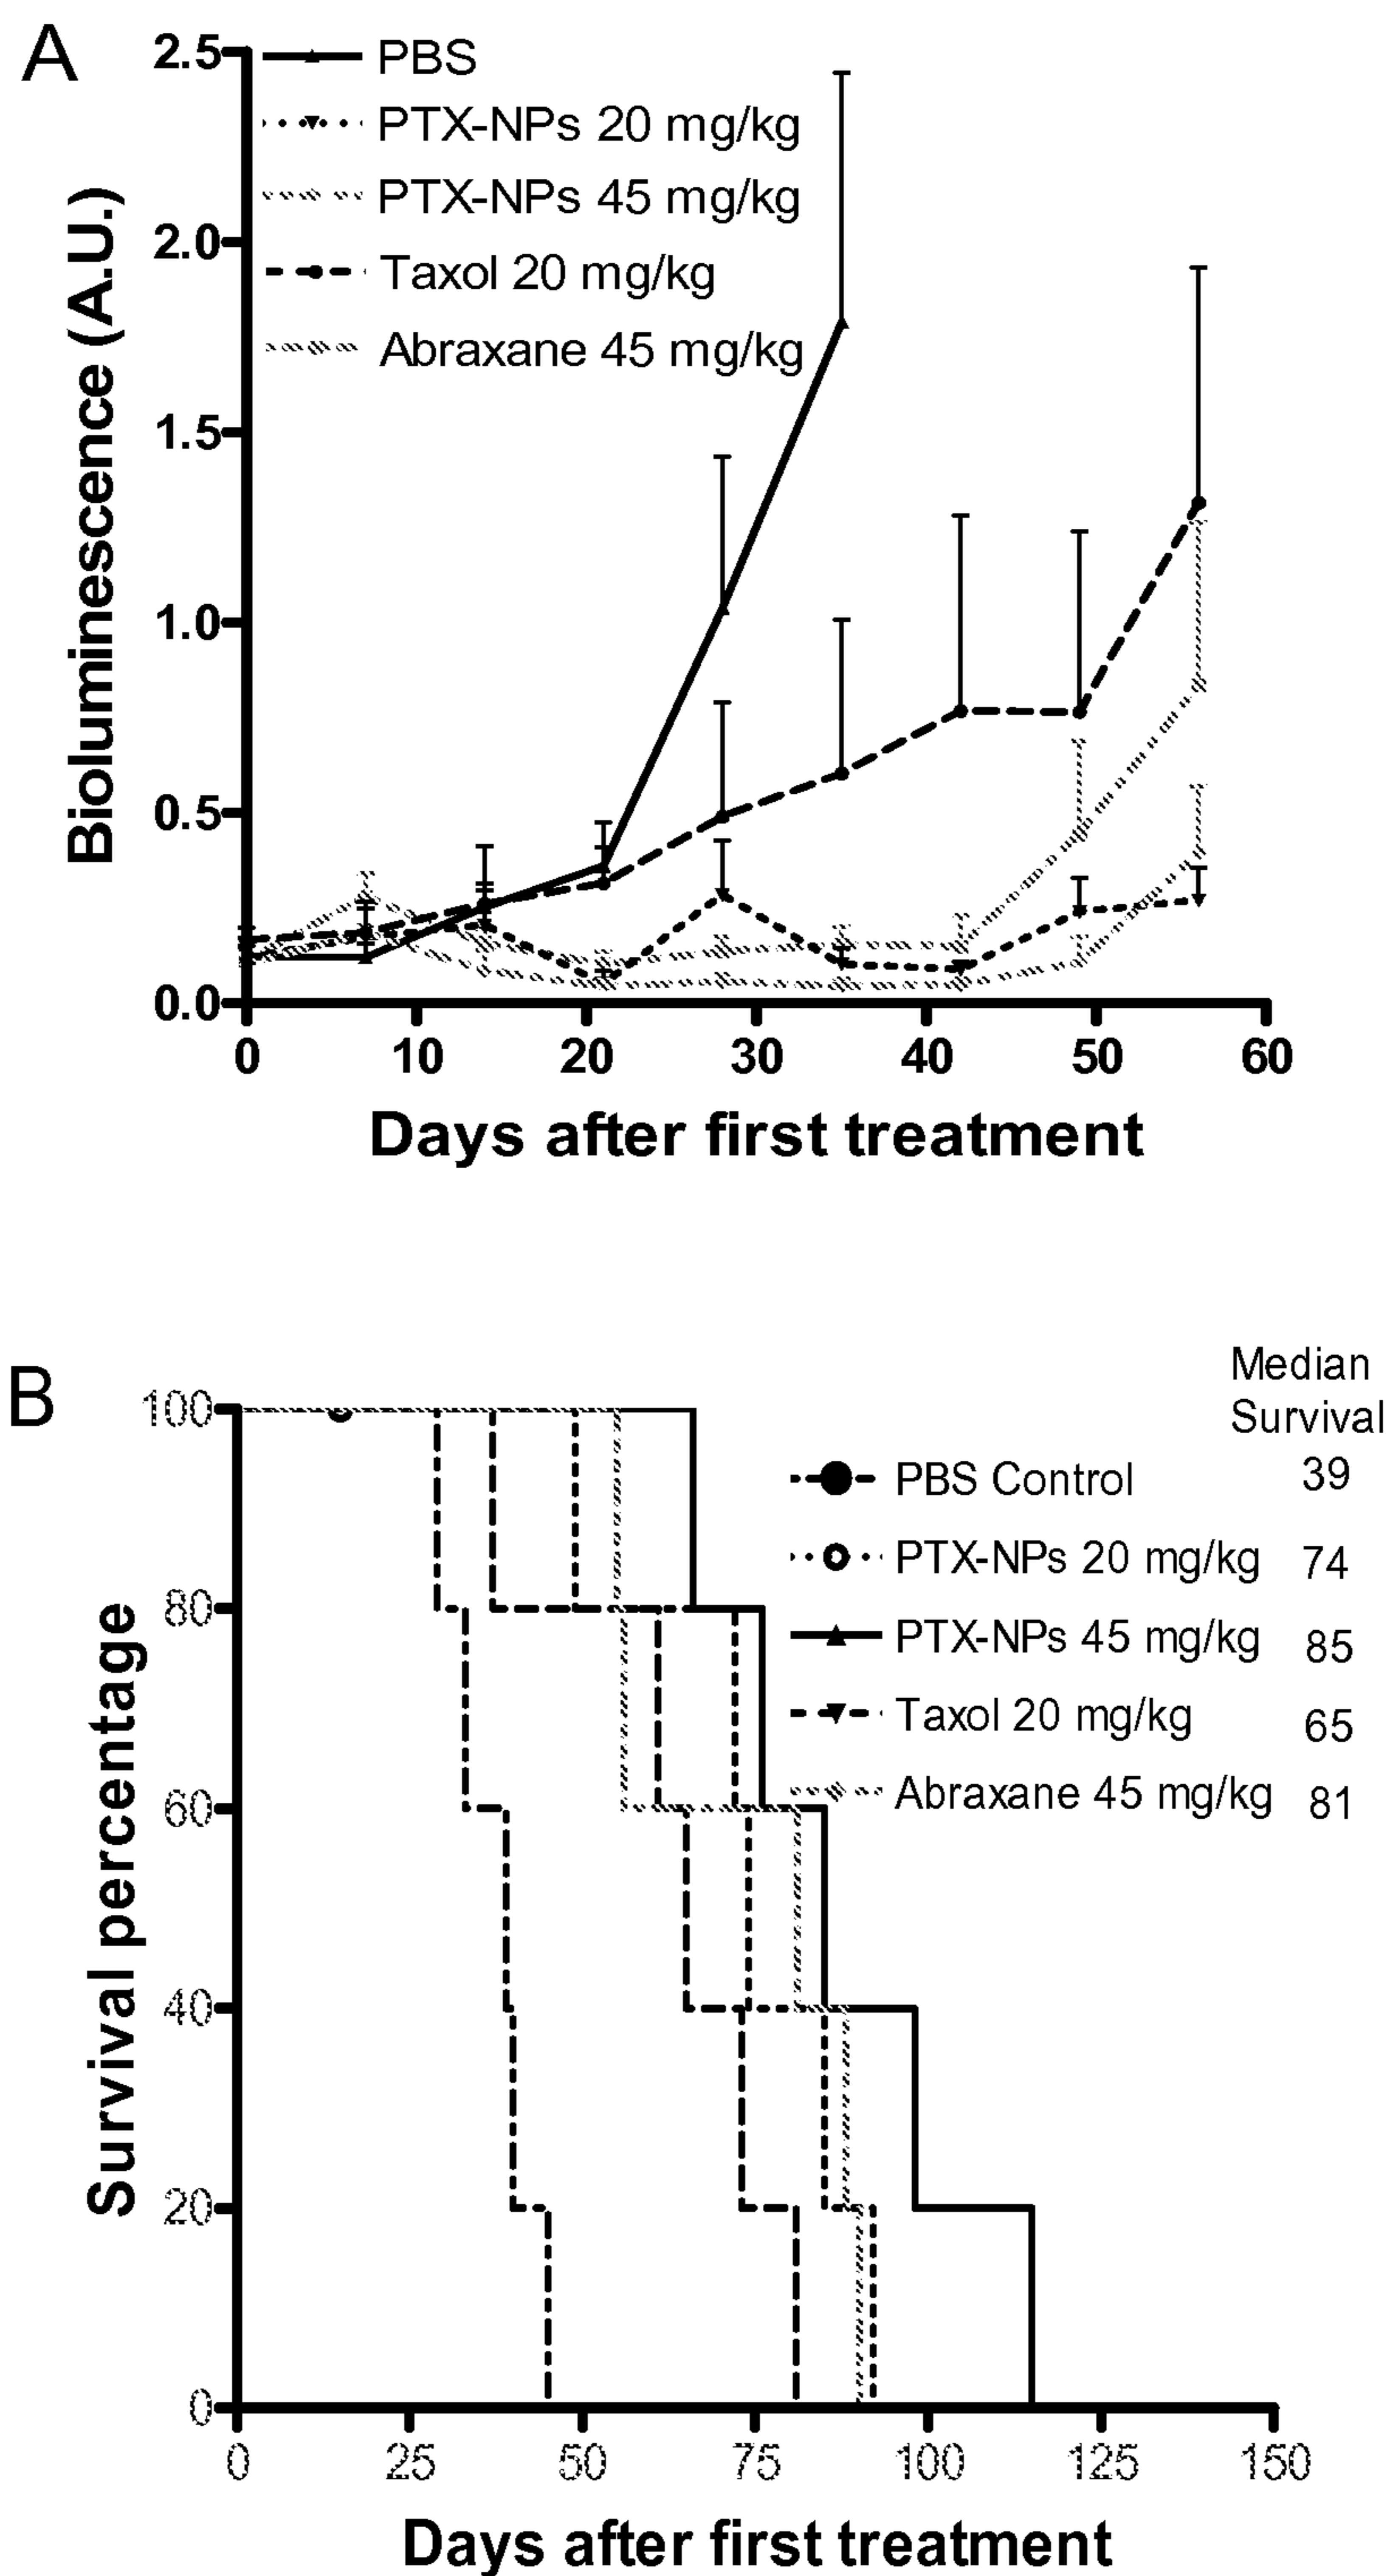 A
2.5
PBS
PTX-NPs 20 mg/kg
PTX-NPs 45 mg/kg
2.0
Taxol 20 mg/kg
Abraxane 45 mg/kg
1.5
1.0
0.5
0.0
Bioluminescence (A.U.)
0 10 20 30 40 50 60
Days after first treatment
B
Median
Survival
100
PBS Control 39
PTX-NPs 20 mg/kg 74
80
PTX-NPs 45 mg/kg 85
Taxol 20 mg/kg 65
60
Abraxane 45 mg/kg 81
40
20
0
Survival percentage
0 25 50 75 100 125 150
Days after first treatment